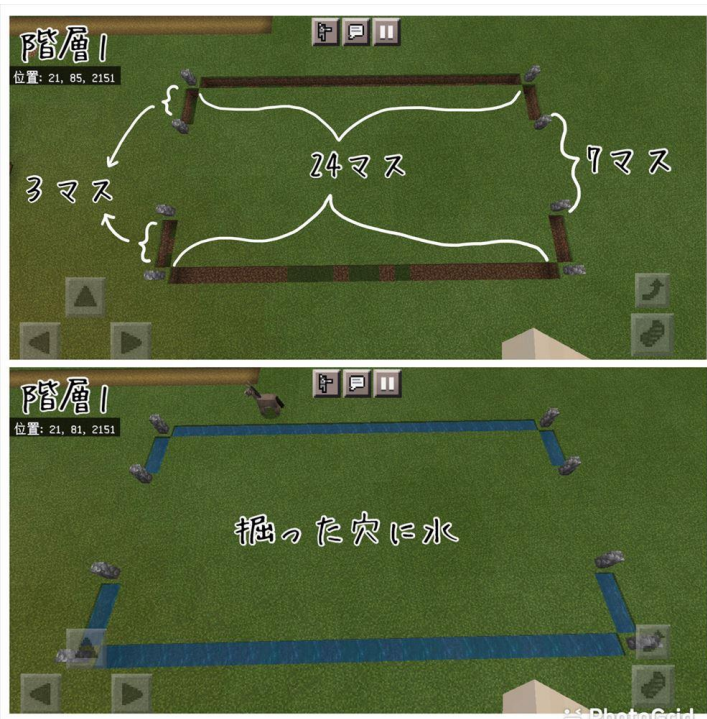 階層1
位置: 21, 85, 2151
24マス
7マス
3マス
階層1
位置: 21, 81, 2151
掘った穴に水
PhotoGrid